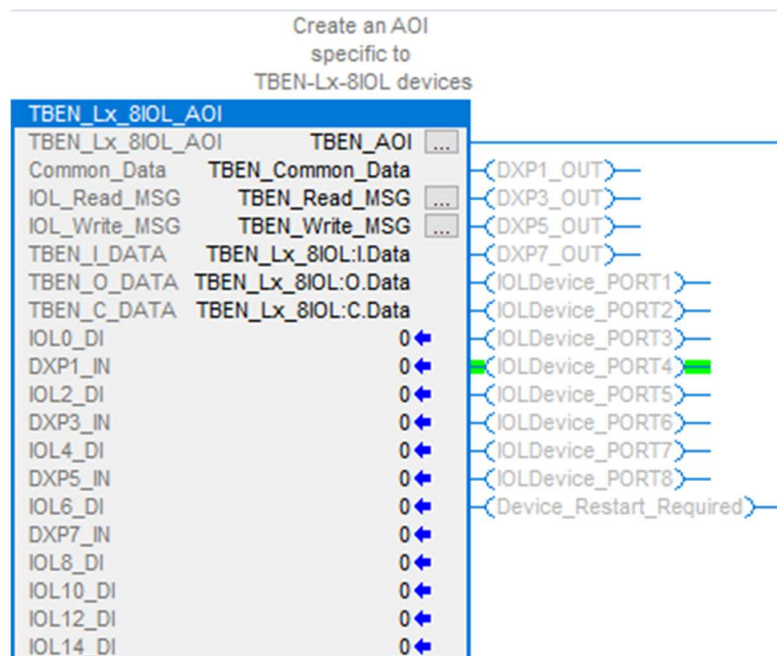 Create an AOI
specific to
TBEN-Lx-8IOL devices
TBEN_Lx_8IOL_AOI
TBEN_Lx_8IOL_AOI TBEN_AOI ...
Common_Data TBEN_Common_Data DXP1_OUT
IOL_Read_MSG TBEN_Read_MSG ... DXP3_OUT
IOL_Write_MSG TBEN_Write_MSG ... DXP5_OUT
TBEN_I_DATA TBEN_Lx_8IOL:I.Data DXP7_OUT
TBEN_O_DATA TBEN_Lx_8IOL:O.Data IOLDevice_PORT1
TBEN_C_DATA TBEN_Lx_8IOL:C.Data IOLDevice_PORT2
IOL0_DI 0 IOLDevice_PORT3
DXP1_IN 0 IOLDevice_PORT4
IOL2_DI 0 IOLDevice_PORT5
DXP3_IN 0 IOLDevice_PORT6
IOL4_DI 0 IOLDevice_PORT7
DXP5_IN 0 IOLDevice_PORT8
IOL6_DI 0 Device_Restart_Required
DXP7_IN 0
IOL8_DI 0
IOL10_DI 0
IOL12_DI 0
IOL14_DI 0